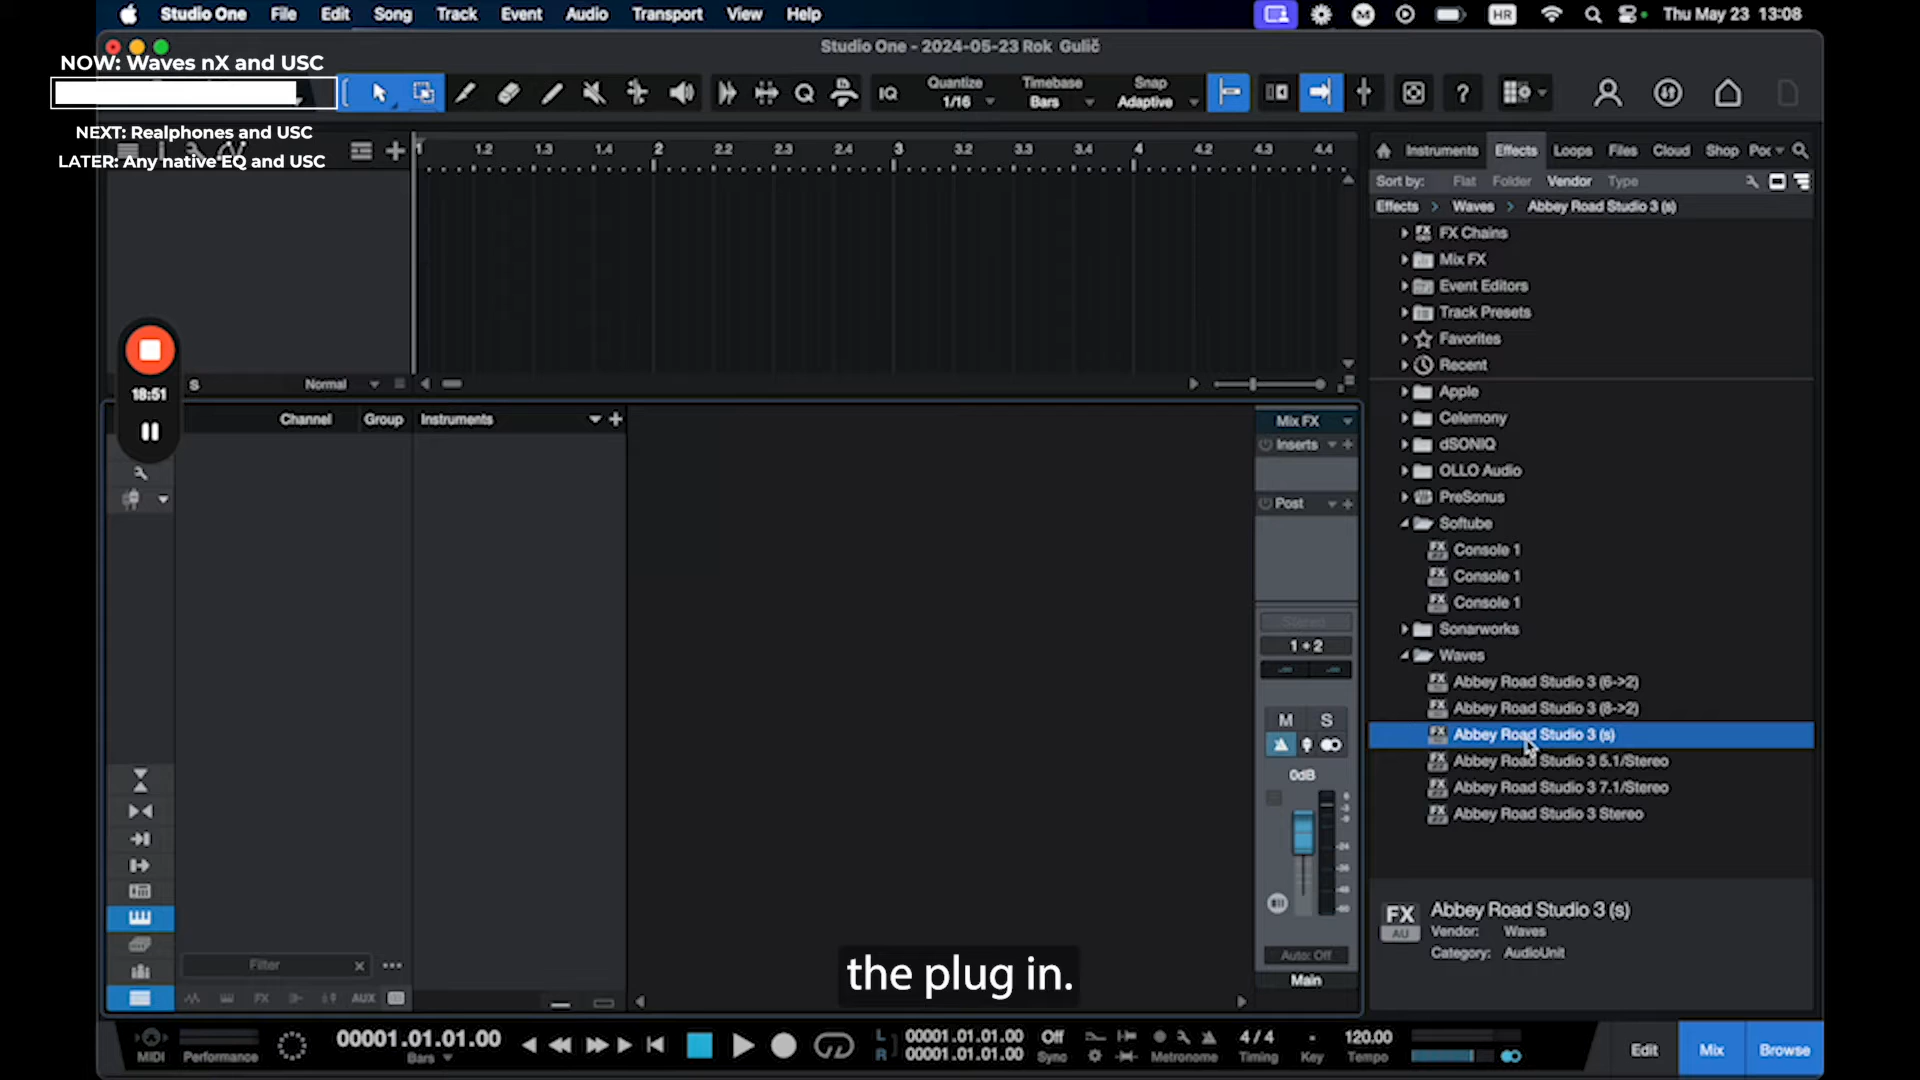 Studio One File Edit Song Track Event Audio Transport View Help HR Thu May 23 13:08
Studio One - 2024-05-23 Rok Gulič
NOW: Waves nX and USC
NEXT: Realphones and USC
LATER: Any native EQ and USC
IQ Quantize 1/16 Timebase Bars Snap Adaptive ?
1 1.2 1.3 1.4 2 2.2 2.3 2.4 3 3.2 3.3 3.4 4 4.2 4.3 4.4
Instruments Effects Loops Files Cloud Shop Poc
Sort by: Flat Folder Vendor Type
Effects > Waves > Abbey Road Studio 3 (s)
FX Chains
Mix FX
Event Editors
Track Presets
Favorites
Recent
Apple
Celemony
dSONIQ
OLLO Audio
PreSonus
Softube
Console 1
Console 1
Console 1
Sonarworks
Waves
Abbey Road Studio 3 (6->2)
Abbey Road Studio 3 (8->2)
Abbey Road Studio 3 (s)
Abbey Road Studio 3 5.1/Stereo
Abbey Road Studio 3 7.1/Stereo
Abbey Road Studio 3 Stereo
FX AU
Abbey Road Studio 3 (s)
Vendor: Waves
Category: AudioUnit
18:51
S Normal
Channel Group Instruments
Mix FX
Inserts
Post
Stereo
1 + 2
M S
0dB
Auto: Off
Main
Filter
FX AUX
the plug in.
MIDI Performance
00001.01.01.00
Bars
L 00001.01.01.00
R 00001.01.01.00
Off
Sync
Metronome
4 / 4
Timing
Key
120.00
Tempo
Edit Mix Browse